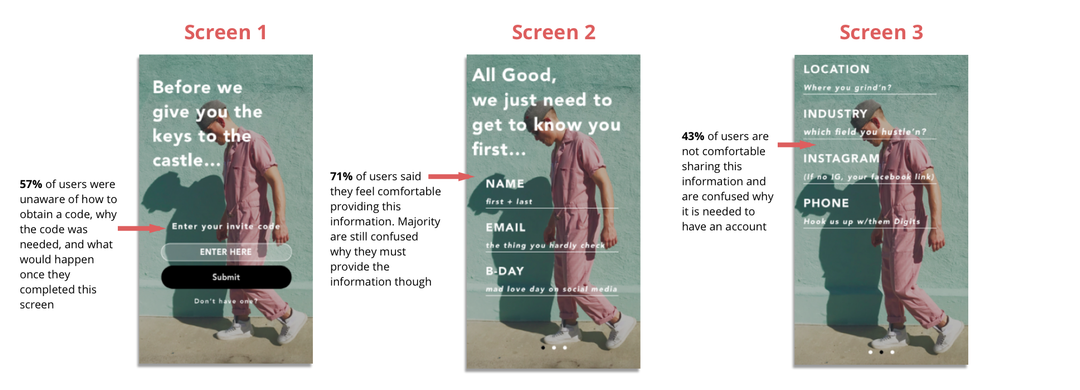 Screen 1
Before we
give you the
keys to the
castle...
57% of users were
unaware of how to
obtain a code, why
the code was
needed, and what
would happen
once they
completed this
screen
Enter your invite code
ENTER HERE
Submit
Don't have one?
Screen 2
All Good,
we just need to
get to know you
first...
71% of users said
they feel comfortable
providing this
information. Majority
are still confused
why they must
provide the
information though
NAME
first + last
EMAIL
the thing you hardly check
B-DAY
mad love day on social media
Screen 3
LOCATION
Where you grind'n?
INDUSTRY
which field you hustle'n?
INSTAGRAM
(If no IG, your facebook link)
PHONE
Hook us up w/them Digits
43% of users are
not comfortable
sharing this
information and
are confused why
it is needed to
have an account